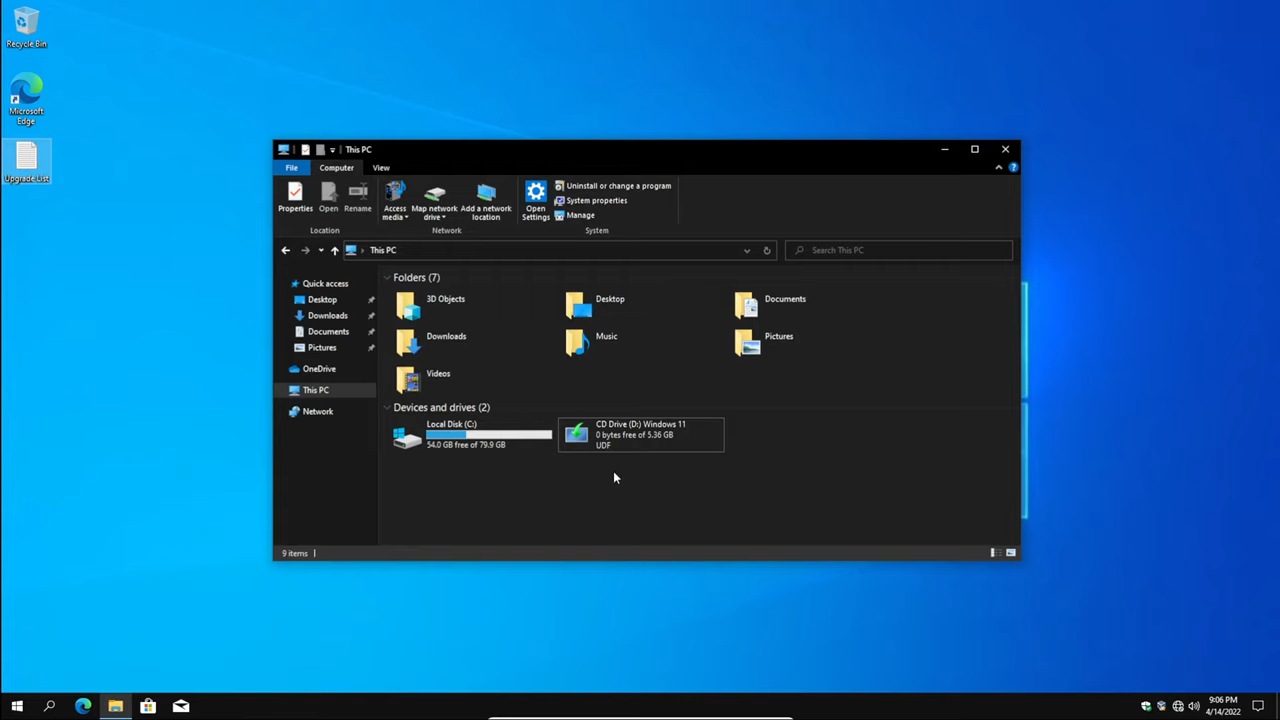 Recycle Bin
Microsoft
Edge
Upgrade List
This PC
File
Computer
View
Properties
Open
Rename
Access
media
Map network
drive
Add a network
location
Open
Settings
Uninstall or change a program
System properties
Manage
Location
Network
System
This PC
Search This PC
Quick access
Desktop
Downloads
Documents
Pictures
OneDrive
This PC
Network
Folders (7)
3D Objects
Desktop
Documents
Downloads
Music
Pictures
Videos
Devices and drives (2)
Local Disk (C:)
54.0 GB free of 79.9 GB
CD Drive (D:) Windows 11
0 bytes free of 5.36 GB
UDF
9 items
9:06 PM
4/14/2022